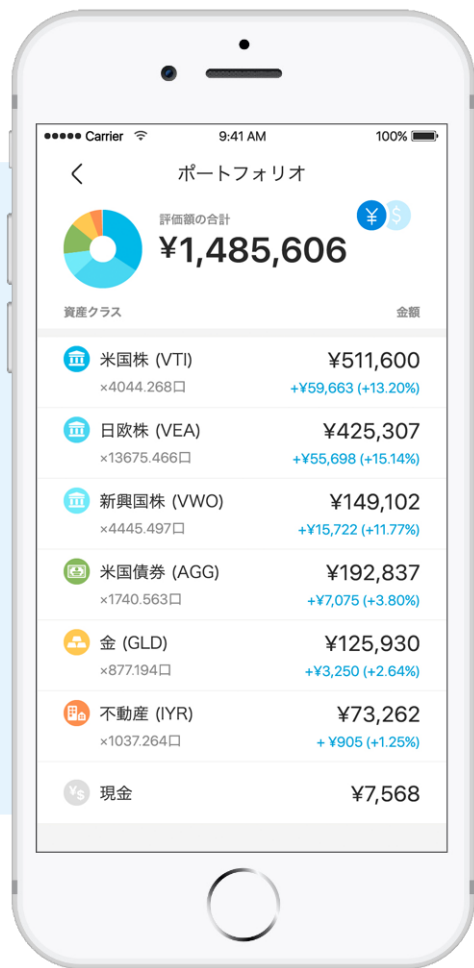 Carrier 9:41 AM 100%
ポートフォリオ
評価額の合計
¥ $
¥1,485,606
資産クラス 金額
米国株 (VTI) ¥511,600
×4044.268口 +¥59,663 (+13.20%)
日欧株 (VEA) ¥425,307
×13675.466口 +¥55,698 (+15.14%)
新興国株 (VWO) ¥149,102
×4445.497口 +¥15,722 (+11.77%)
米国債券 (AGG) ¥192,837
×1740.563口 +¥7,075 (+3.80%)
金 (GLD) ¥125,930
×877.194口 +¥3,250 (+2.64%)
不動産 (IYR) ¥73,262
×1037.264口 + ¥905 (+1.25%)
¥$ 現金 ¥7,568